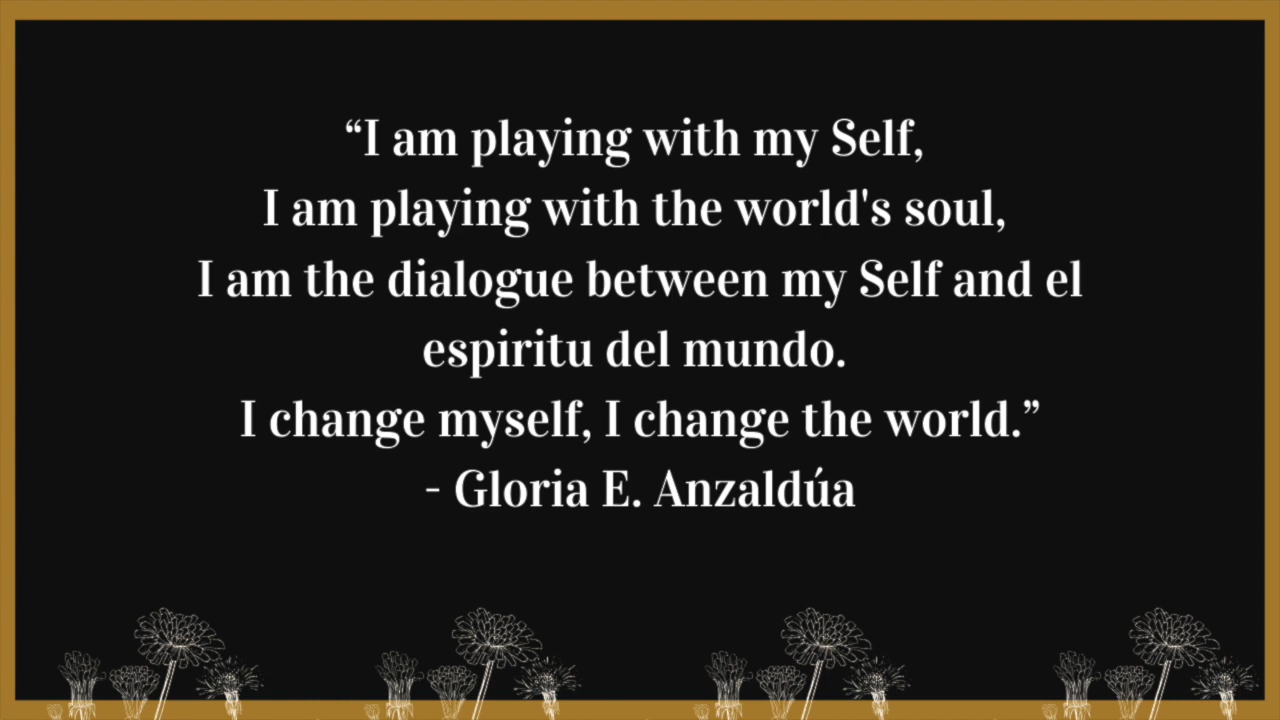 “I am playing with my Self,
I am playing with the world's soul,
I am the dialogue between my Self and el
espiritu del mundo.
I change myself, I change the world.”
- Gloria E. Anzaldúa